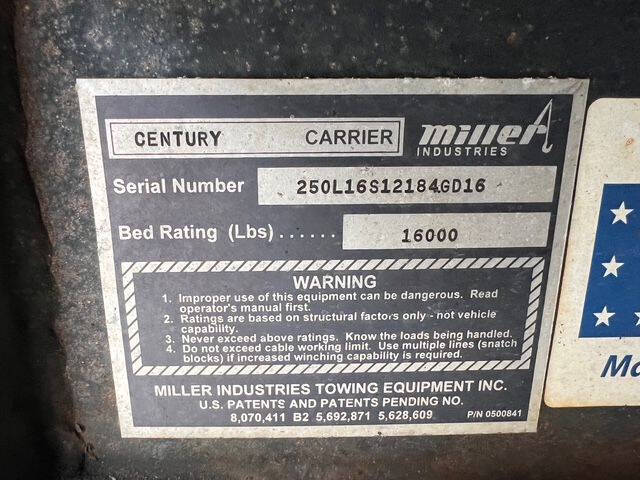 CENTURY CARRIER miller
INDUSTRIES
Serial Number 250L16S12184GD16
Bed Rating (Lbs) ...... 16000
WARNING
1. Improper use of this equipment can be dangerous. Read
operator's manual first.
2. Ratings are based on structural factors only - not vehicle
capability.
3. Never exceed above ratings. Know the loads being handled.
4. Do not exceed cable working limit. Use multiple lines (snatch
blocks) if increased winching capability is required.
MILLER INDUSTRIES TOWING EQUIPMENT INC.
U.S. PATENTS AND PATENTS PENDING NO.
8,070,411 B2 5,692,871 5,628,609 P/N 0500841